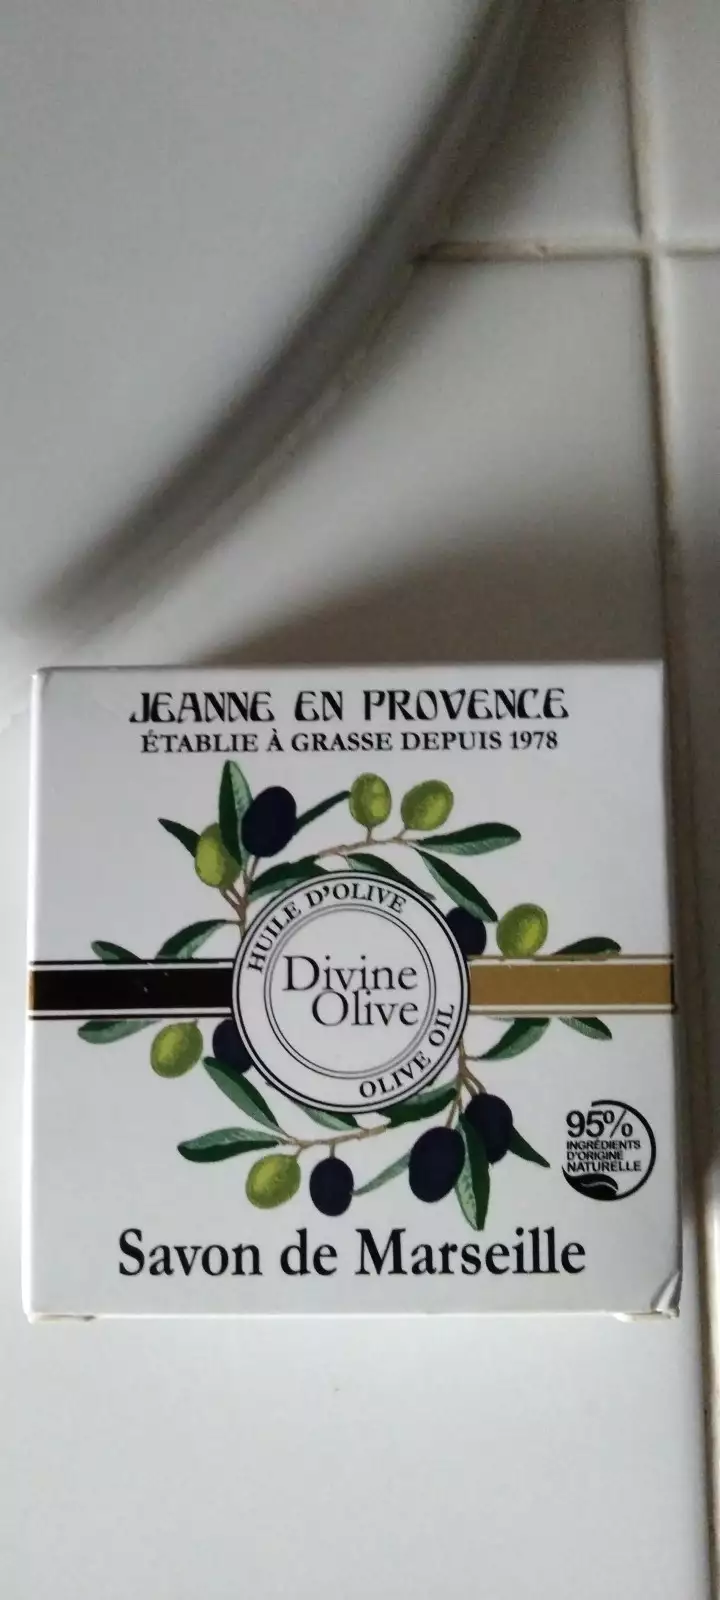 JEANNE EN PROVENCE
ÉTABLIE À GRASSE DEPUIS 1978
HUILE D'OLIVE
Divine
Olive
OLIVE OIL
95%
INGRÉDIENTS
D'ORIGINE
NATURELLE
Savon de Marseille